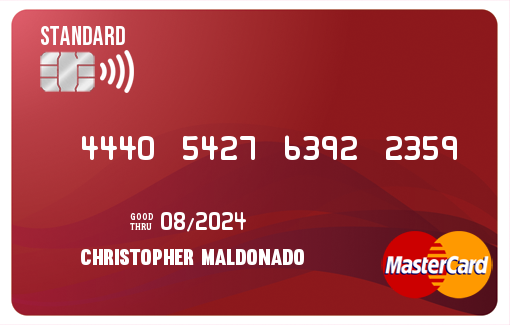 STANDARD
4440 5427 6392 2359
GOOD THRU 08/2024
CHRISTOPHER MALDONADO
MasterCard